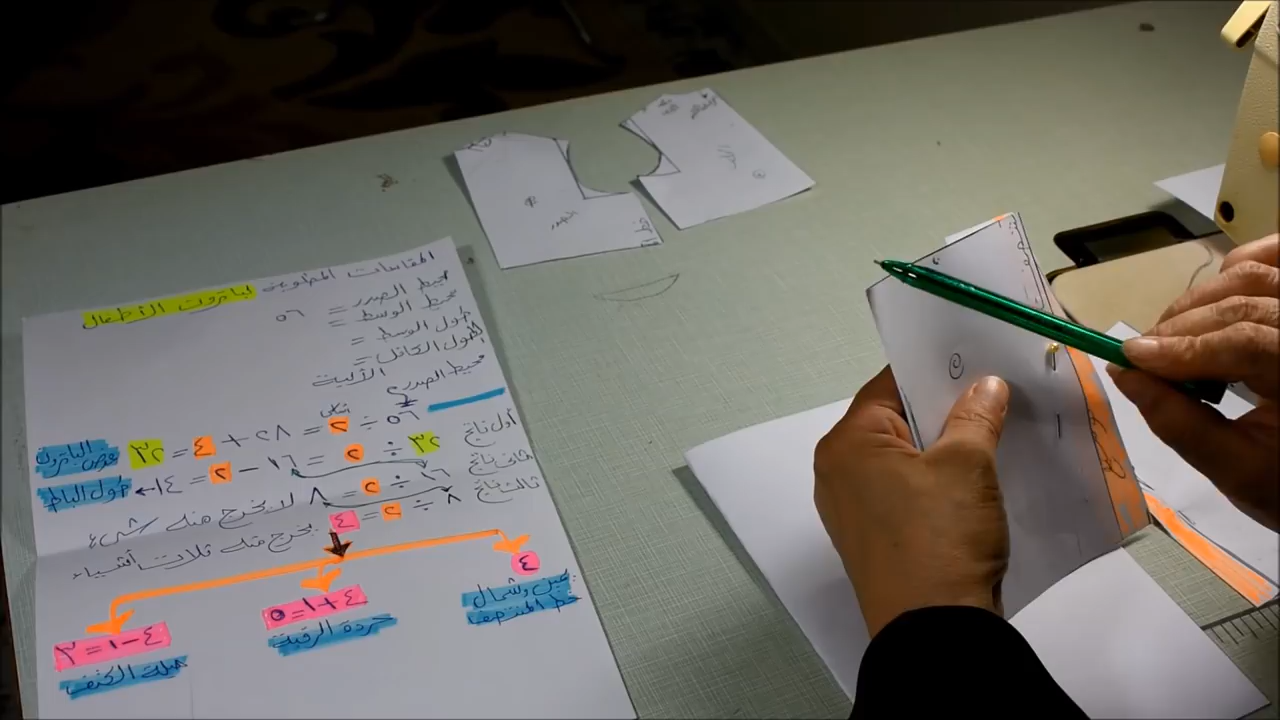 المقاسات المطلوبة لباترون الأطفال
محيط الصدر = ٥٦
محيط الوسط =
طول الوسط =
الطول الكامل =
محيط الصدر الألية
٥٦ ÷ ٢ = ٢٨ + ٤ = ٣٢ عرض الباترون
أول ناتج ٣٢ ÷ ٢ = ١٦ - ٢ = ١٤ ← طول الباط
ثاني ناتج ١٦ ÷ ٢ = ٨ لا يخرج منه شيء
ثالث ناتج ٨ ÷ ٢ = ٤ يخرج منه ثلاث أشياء
٤
يمين وشمال
خط المنتصف
٤+١=٥
حردة الرقبة
٤-١=٣
ميلة الكتف